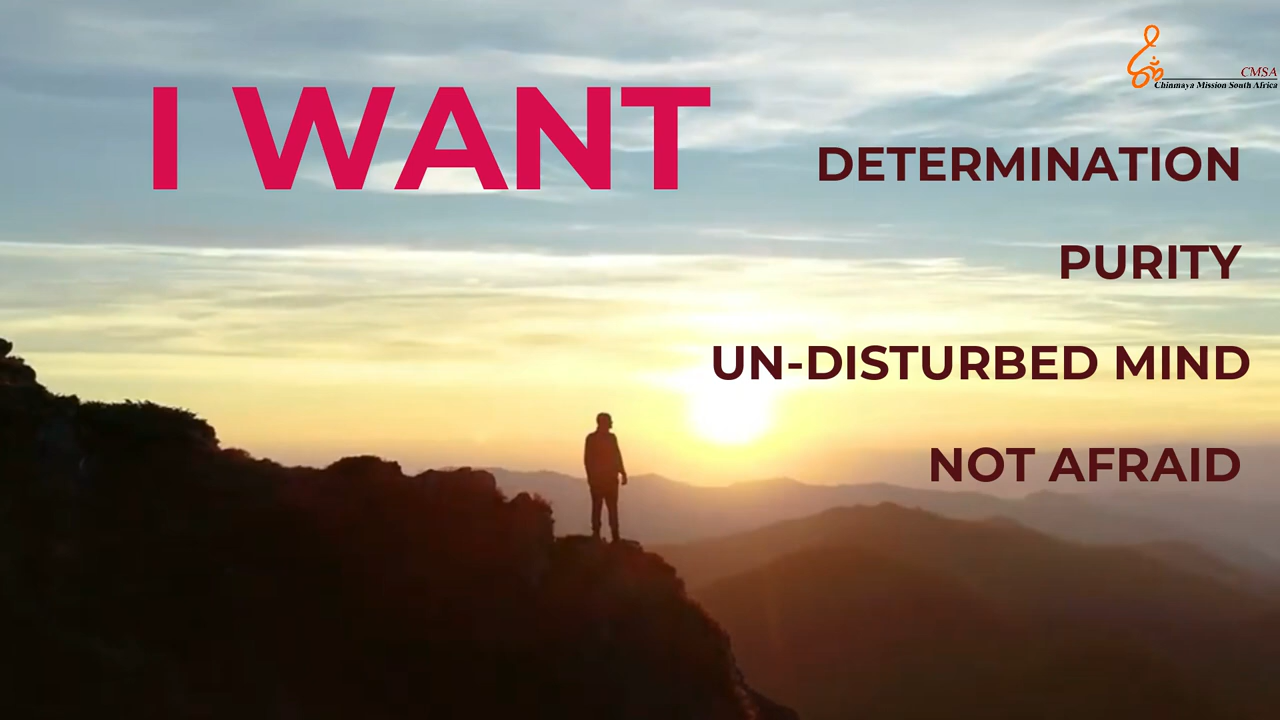 CMSA
Chinmaya Mission South Africa
I WANT
DETERMINATION
PURITY
UN-DISTURBED MIND
NOT AFRAID